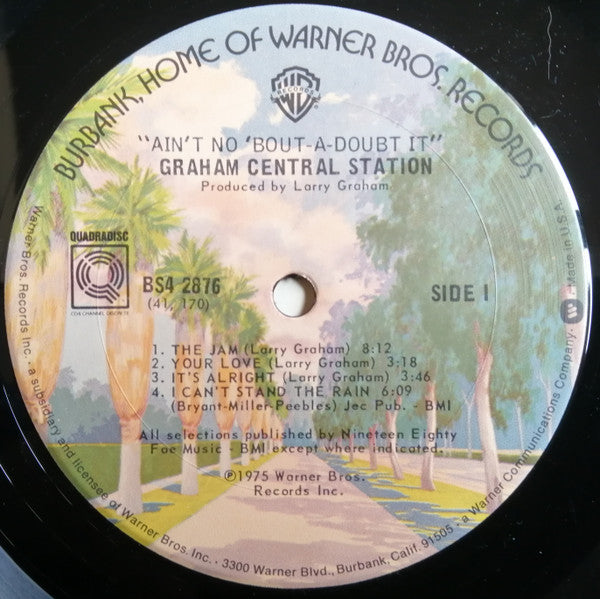 BURBANK, HOME OF WARNER BROS. RECORDS
WB
RECORDS
"AIN'T NO 'BOUT-A-DOUBT IT"
GRAHAM CENTRAL STATION
Produced by Larry Graham
QUADRADISC
BS4 2876
(41, 170)
SIDE 1
1. THE JAM (Larry Graham) 8:12
2. YOUR LOVE (Larry Graham) 3:18
3. IT'S ALRIGHT (Larry Graham) 3:46
4. I CAN'T STAND THE RAIN 6:09
(Bryant-Miller-Peebles) Jec Pub. - BMI
All selections published by Nineteen Eighty
Foe Music - BMI except where indicated.
℗1975 Warner Bros.
Records Inc.
Warner Bros. Records Inc. · a subsidiary and licensee of Warner Bros. Inc. · 3300 Warner Blvd., Burbank, Calif. 91505 · a Warner Communications Company · Made in U.S.A.